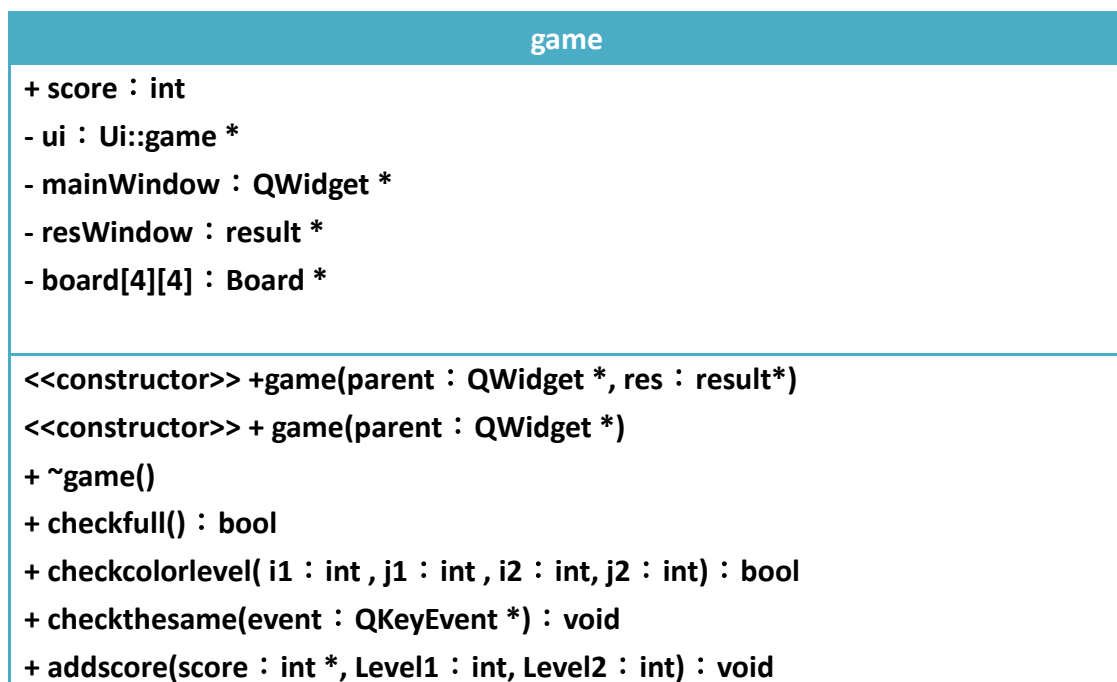 game
+ score：int
- ui：Ui::game *
- mainWindow：QWidget *
- resWindow：result *
- board[4][4]：Board *
<<constructor>> +game(parent：QWidget *, res：result*)
<<constructor>> + game(parent：QWidget *)
+ ~game()
+ checkfull()：bool
+ checkcolorlevel( i1：int , j1：int , i2：int, j2：int)：bool
+ checkthesame(event：QKeyEvent *)：void
+ addscore(score：int *, Level1：int, Level2：int)：void